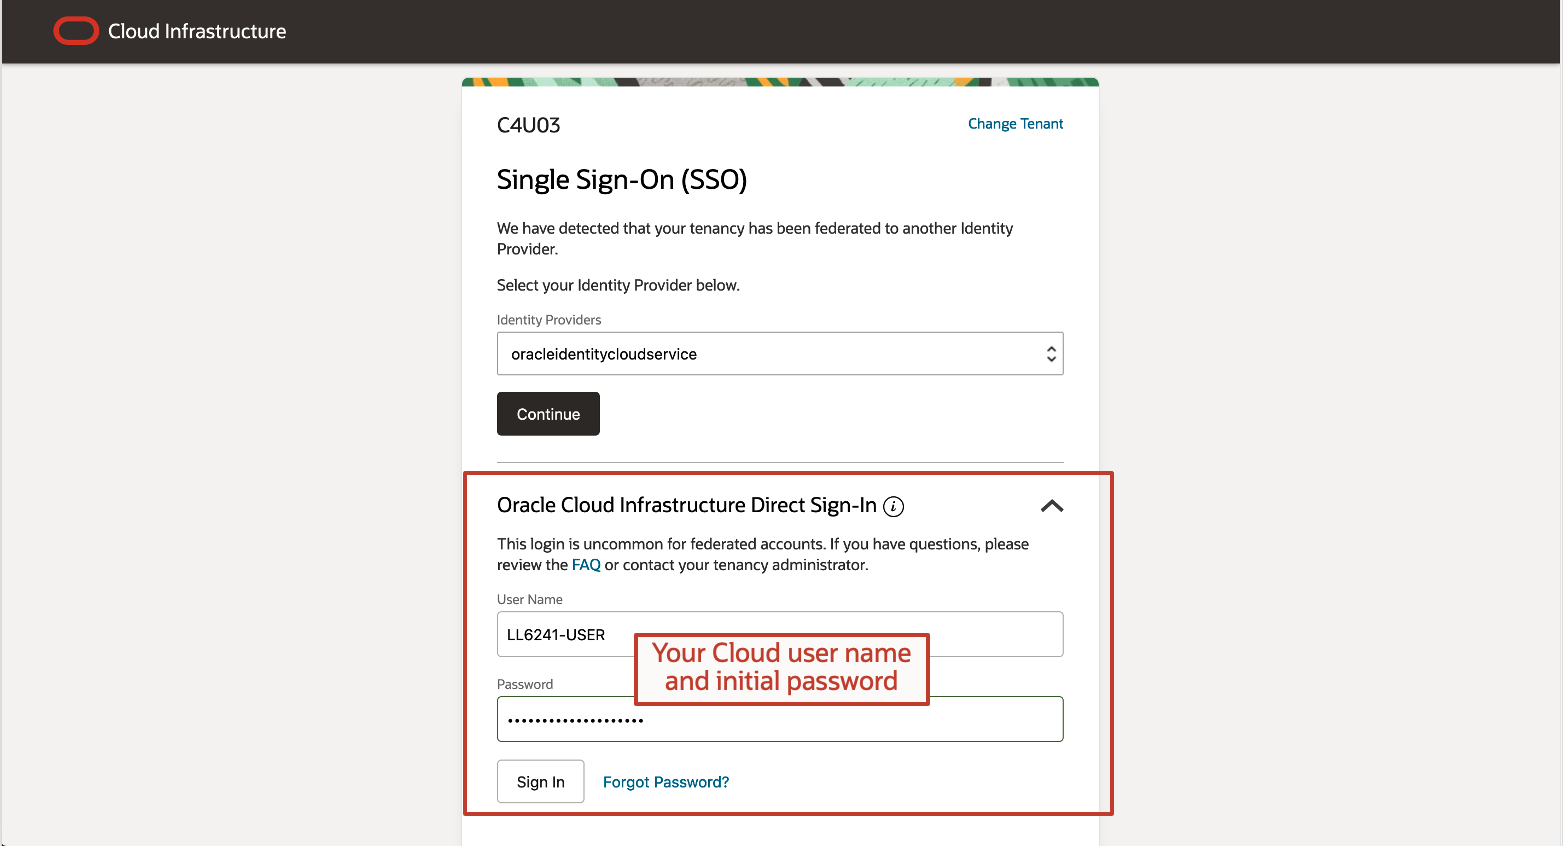 Cloud Infrastructure
C4U03
Change Tenant
Single Sign-On (SSO)
We have detected that your tenancy has been federated to another Identity
Provider.
Select your Identity Provider below.
Identity Providers
oracleidentitycloudservice
Continue
Oracle Cloud Infrastructure Direct Sign-In i
This login is uncommon for federated accounts. If you have questions, please
review the FAQ or contact your tenancy administrator.
User Name
LL6241-USER
Your Cloud user name
and initial password
Password
••••••••••••••••••••
Sign In
Forgot Password?